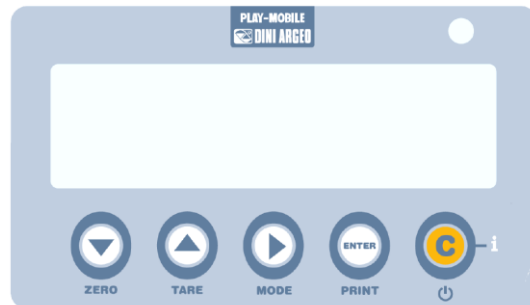 PLAY-MOBILE
DINI ARGEO
ENTER
C
i
ZERO
TARE
MODE
PRINT